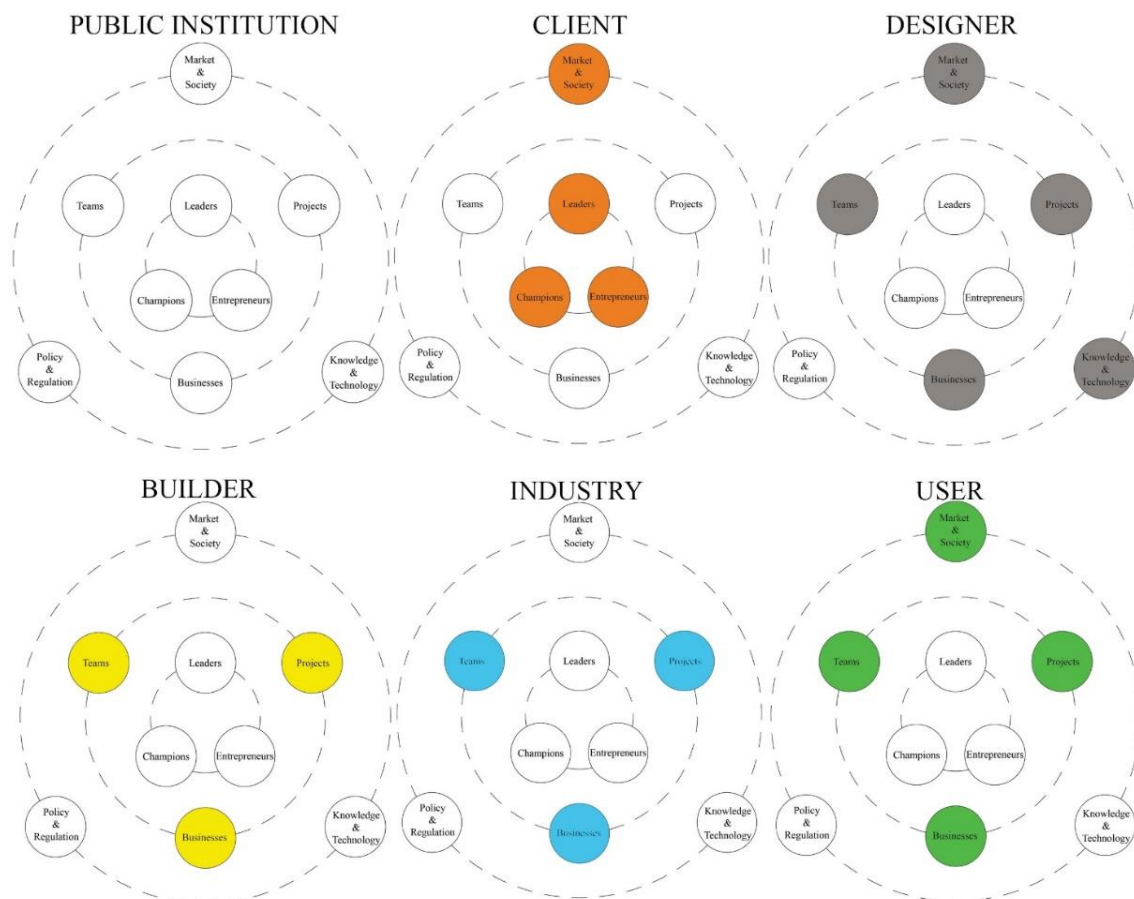 PUBLIC INSTITUTION
Market
&
Society
Teams
Leaders
Projects
Champions
Entrepreneurs
Policy
&
Regulation
Businesses
Knowledge
&
Technology
CLIENT
Market
&
Society
Teams
Leaders
Projects
Champions
Entrepreneurs
Policy
&
Regulation
Businesses
Knowledge
&
Technology
DESIGNER
Market
&
Society
Teams
Leaders
Projects
Champions
Entrepreneurs
Policy
&
Regulation
Businesses
Knowledge
&
Technology
BUILDER
Market
&
Society
Teams
Leaders
Projects
Champions
Entrepreneurs
Policy
&
Regulation
Businesses
Knowledge
&
Technology
INDUSTRY
Market
&
Society
Teams
Leaders
Projects
Champions
Entrepreneurs
Policy
&
Regulation
Businesses
Knowledge
&
Technology
USER
Market
&
Society
Teams
Leaders
Projects
Champions
Entrepreneurs
Policy
&
Regulation
Businesses
Knowledge
&
Technology